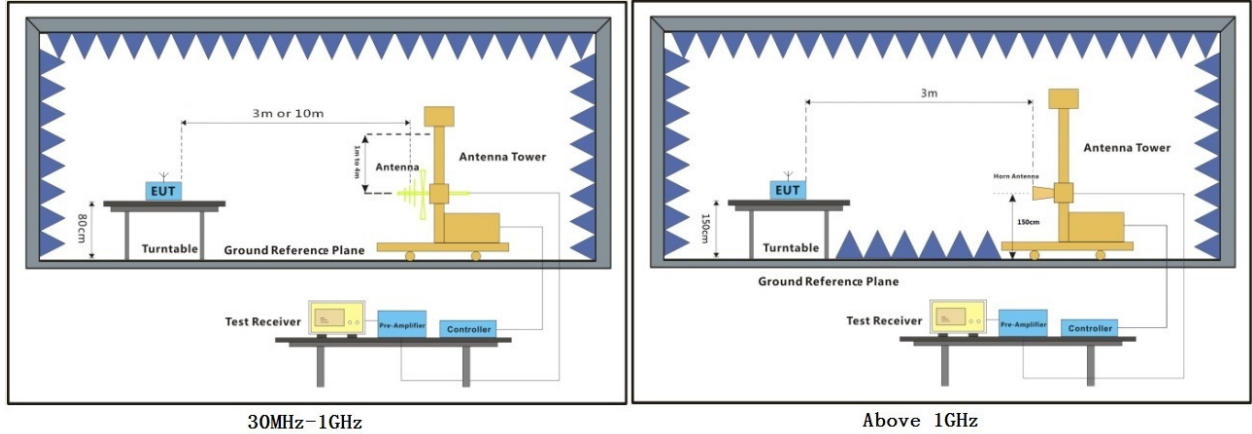 3m or 10m
1m to 4m
Antenna
Antenna Tower
EUT
80cm
Turntable
Ground Reference Plane
Test Receiver
Pre-Amplifier
Controller
30MHz-1GHz
3m
Antenna Tower
Horn Antenna
EUT
150cm
150cm
Turntable
Ground Reference Plane
Test Receiver
Pre-Amplifier
Controller
Above 1GHz